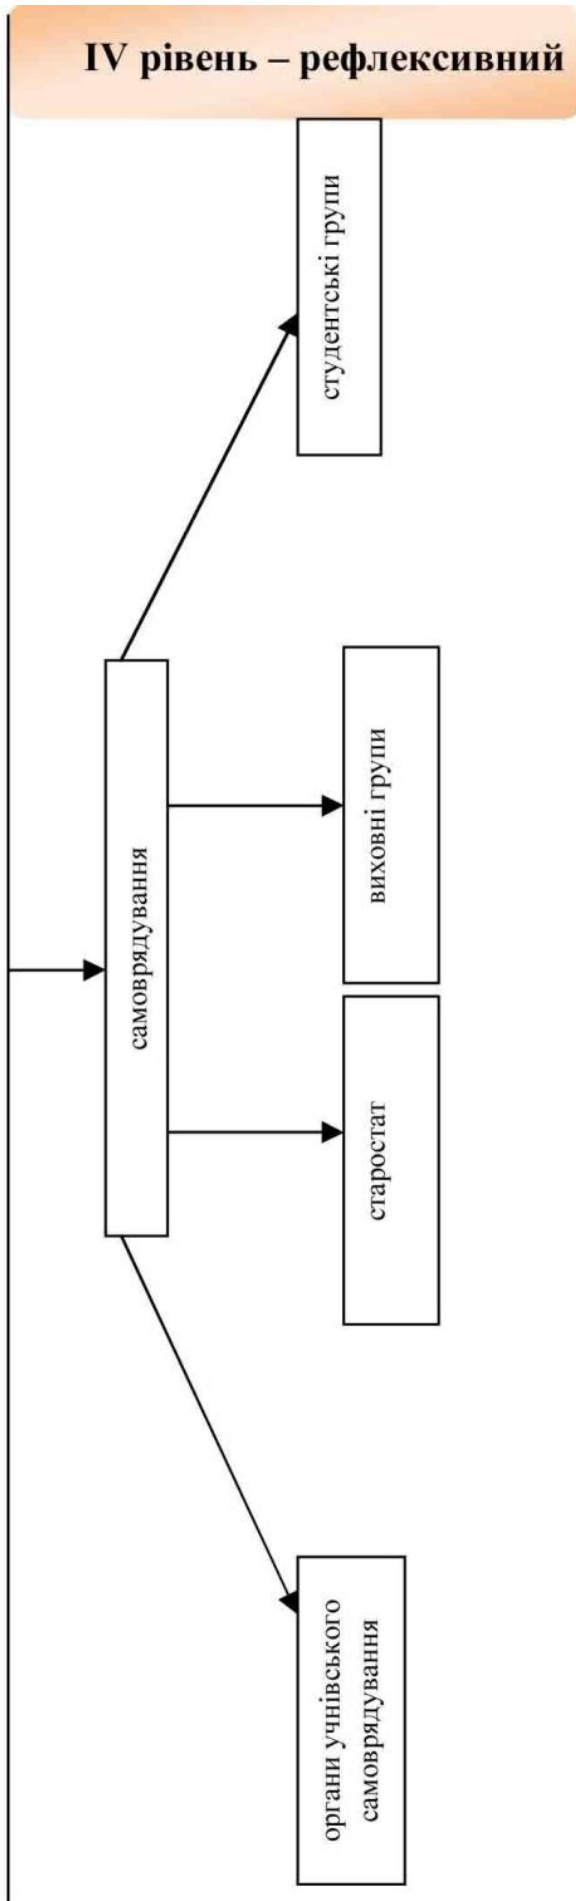 IV рівень – рефлексивний
самоврядування
органи учнівського
самоврядування
старостат
виховні групи
студентські групи